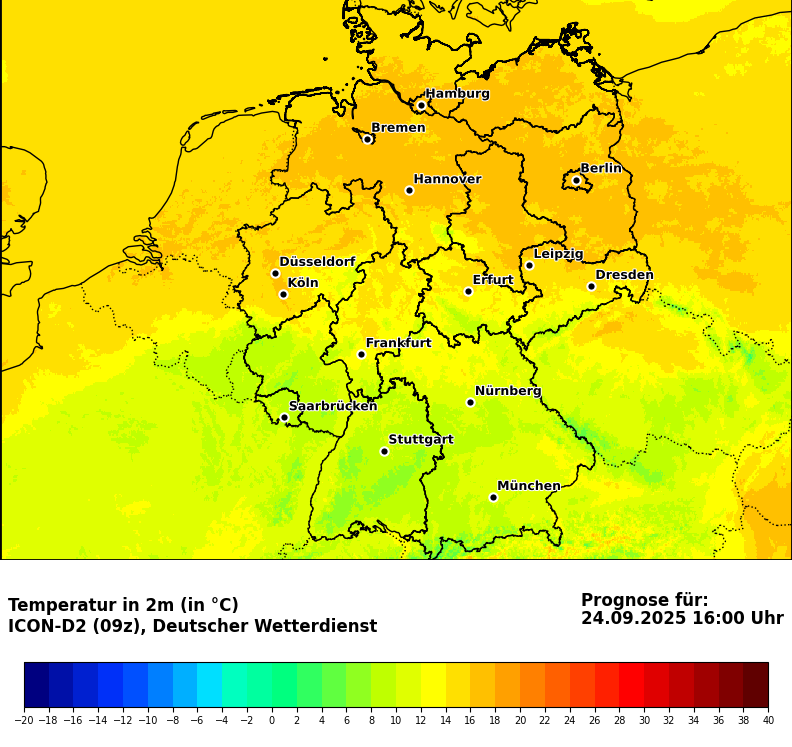 Hamburg
Bremen
Berlin
Hannover
Leipzig
Düsseldorf
Dresden
Köln
Erfurt
Frankfurt
Nürnberg
Saarbrücken
Stuttgart
München
Temperatur in 2m (in °C)
ICON-D2 (09z), Deutscher Wetterdienst
Prognose für:
24.09.2025 16:00 Uhr
−20 −18 −16 −14 −12 −10 −8 −6 −4 −2 0 2 4 6 8 10 12 14 16 18 20 22 24 26 28 30 32 34 36 38 40